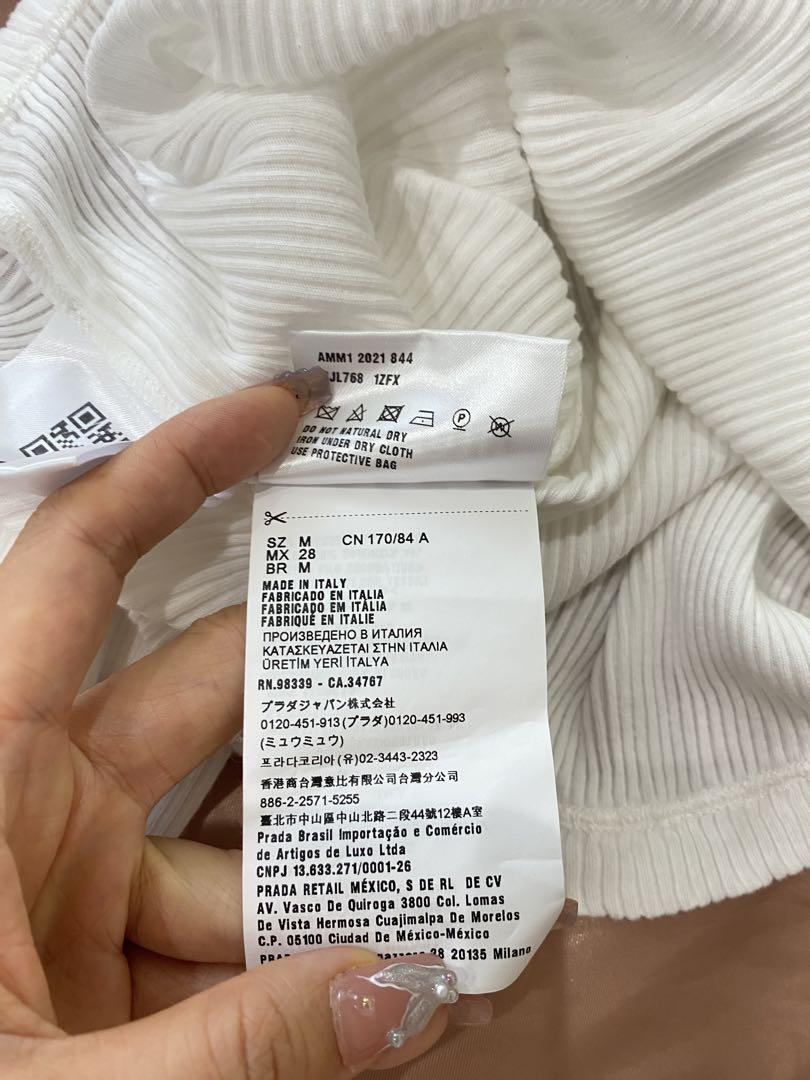 AMM1 2021 844
JL768 1ZFX
DO NOT NATURAL DRY
IRON UNDER DRY CLOTH
USE PROTECTIVE BAG
SZ M CN 170/84 A
MX 28
BR M
MADE IN ITALY
FABRICADO EN ITALIA
FABRICADO EM ITÀLIA
FABRIQUÉ EN ITALIE
ПРОИЗВЕДЕНО В ИТАЛИЯ
ΚΑΤΑΣΚΕΥΑΖΕΤΑΙ ΣΤΗΝ ΙΤΑΛΙΑ
ÜRETİM YERİ İTALYA
RN.98339 - CA.34767
プラダジャパン株式会社
0120-451-913(プラダ)0120-451-993
(ミュウミュウ)
프라다코리아(유)02-3443-2323
香港商台灣意比有限公司台灣分公司
886-2-2571-5255
臺北市中山區中山北路二段44號12樓A室
Prada Brasil Importação e Comércio
de Artigos de Luxo Ltda
CNPJ 13.633.271/0001-26
PRADA RETAIL MÉXICO, S DE RL DE CV
AV. Vasco De Quiroga 3800 Col. Lomas
De Vista Hermosa Cuajimalpa De Morelos
C.P. 05100 Ciudad De México-México
28 20135 Milano